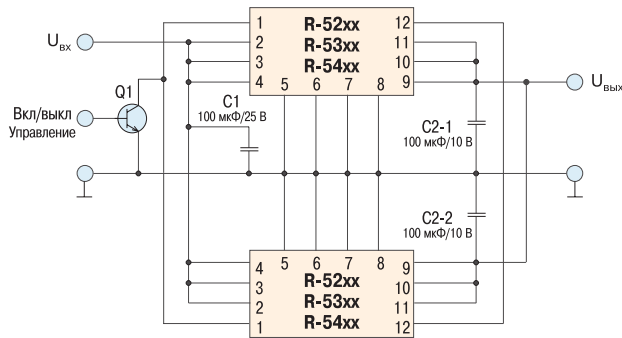 1 R-52xx 12
Uвх 2 R-53xx 11
3 R-54xx 10
4 5 6 7 8 9 Uвых
Q1
C1
100 мкФ/25 В
Вкл/выкл
Управление
C2-1
100 мкФ/10 В
C2-2
100 мкФ/10 В
4 5 6 7 8 9
3 R-52xx 10
2 R-53xx 11
1 R-54xx 12